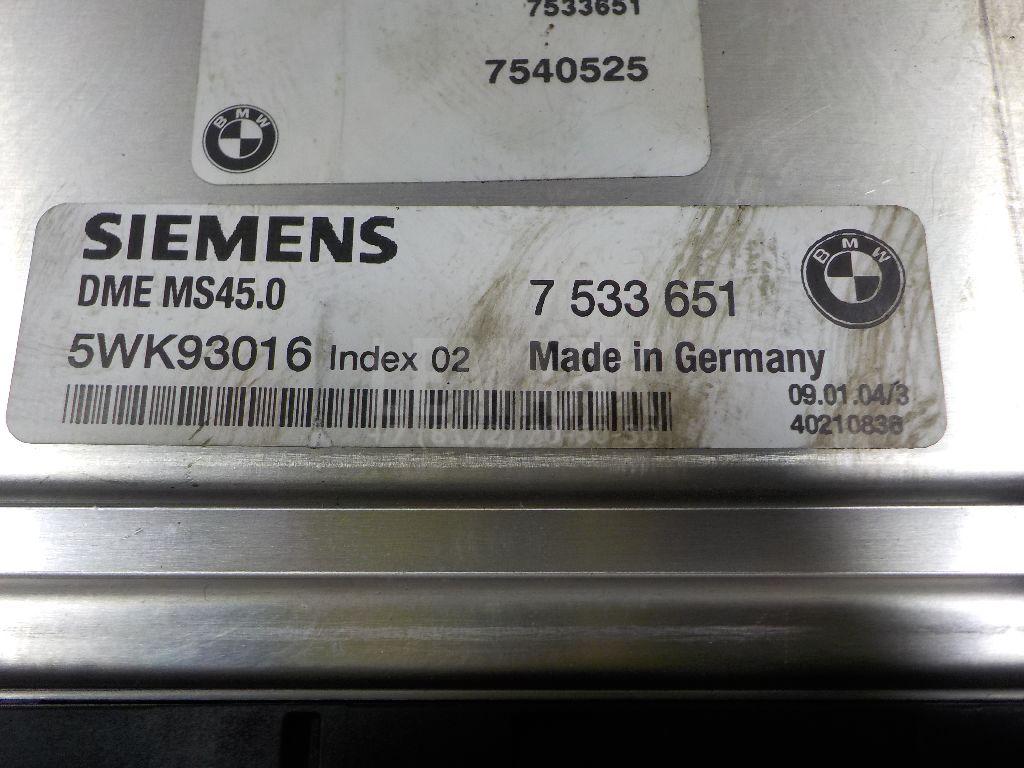 7533651
7540525
BMW
SIEMENS
DME MS45.0
7 533 651
BMW
5WK93016 Index 02
Made in Germany
09.01.04/3
40210836